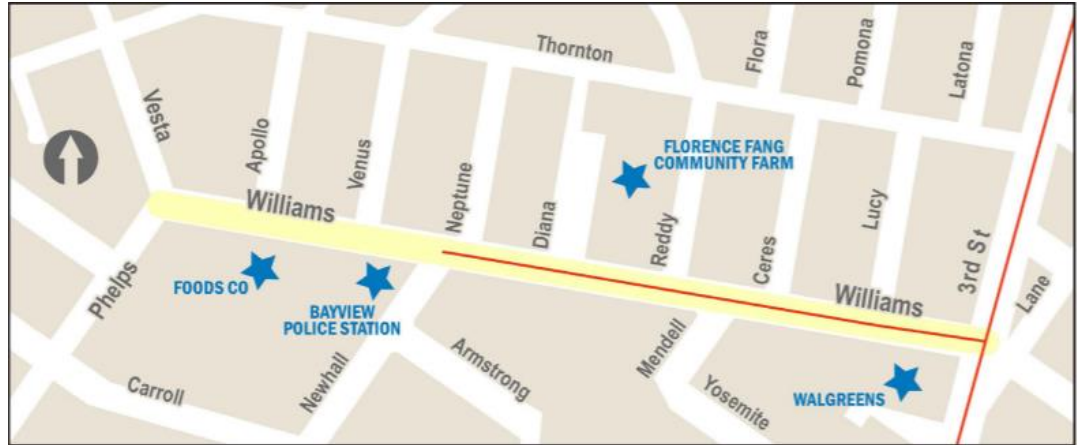 Thornton
Flora
Pomona
Latona
Vesta
Apollo
Venus
Neptune
Diana
FLORENCE FANG
COMMUNITY FARM
Reddy
Ceres
Lucy
3rd St
Lane
Williams
Williams
Phelps
FOODS CO
BAYVIEW
POLICE STATION
Newhall
Armstrong
Mendell
Yosemite
WALGREENS
Carroll